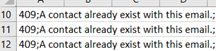 10 409;A contact already exist with this email.;
11 409;A contact already exist with this email.;
12 409;A contact already exist with this email.;